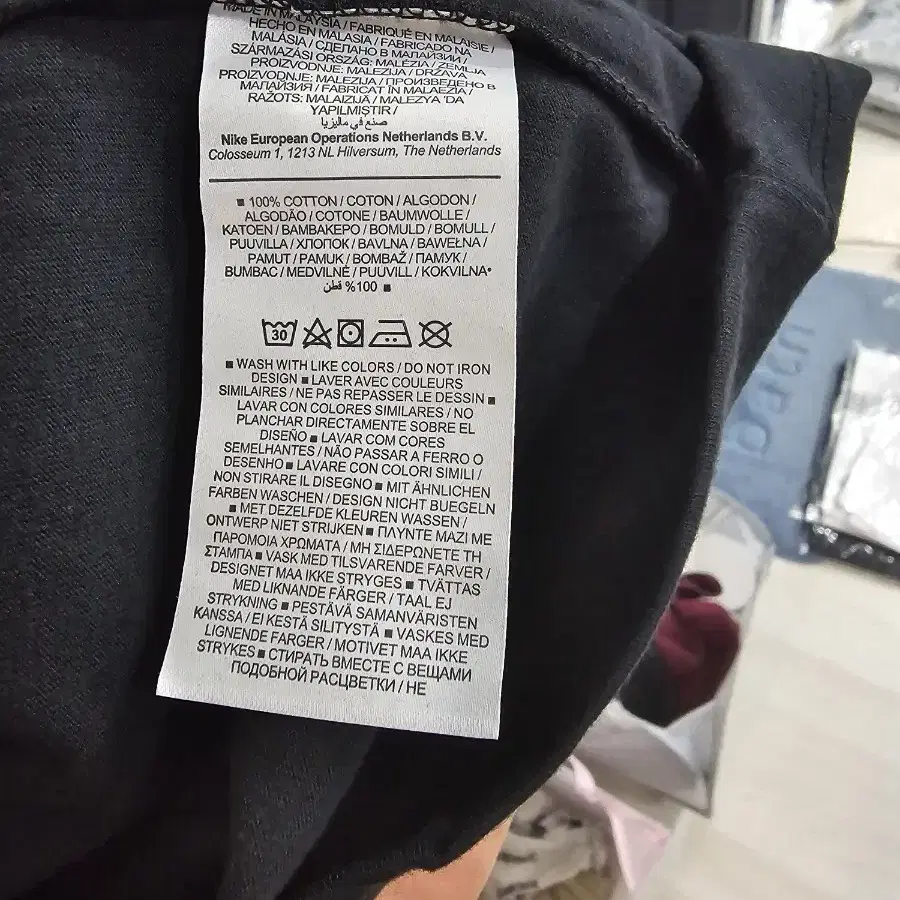 MADE IN MALAYSIA / FABRIQUÉ EN MALAISIE /
HECHO EN MALASIA / FABRICADO NA
MALÁSIA / СДЕЛАНО В МАЛАЙЗИИ /
SZÁRMAZÁSI ORSZÁG: MALÉZIA / ZEMLJA
PROIZVODNJE: MALEZIJA / DRŽAVA
PROIZVODNJE: MALEZIJA / ПРОИЗВЕДЕНО В
МАЛАЙЗИЯ / FABRICAT ÎN MALAEZIA /
RAŽOTS: MALAIZIJĀ / MALEZYA 'DA
YAPILMIŞTIR /
صنع في ماليزيا
Nike European Operations Netherlands B.V.
Colosseum 1, 1213 NL Hilversum, The Netherlands
■ 100% COTTON / COTON / ALGODON /
ALGODÃO / COTONE / BAUMWOLLE /
KATOEN / ΒΑΜΒΑΚΕΡΟ / BOMULD / BOMULL /
PUUVILLA / ХЛОПОК / BAVLNA / BAWEŁNA /
PAMUT / PAMUK / BOMBAŽ / ПАМУК /
BUMBAC / MEDVILNĖ / PUUVILL / KOKVILNA*
100% قطن ■
30
■ WASH WITH LIKE COLORS / DO NOT IRON
DESIGN ■ LAVER AVEC COULEURS
SIMILAIRES / NE PAS REPASSER LE DESSIN ■
LAVAR CON COLORES SIMILARES / NO
PLANCHAR DIRECTAMENTE SOBRE EL
DISEÑO ■ LAVAR COM CORES
SEMELHANTES / NÃO PASSAR A FERRO O
DESENHO ■ LAVARE CON COLORI SIMILI /
NON STIRARE IL DISEGNO ■ MIT ÄHNLICHEN
FARBEN WASCHEN / DESIGN NICHT BUEGELN
■ MET DEZELFDE KLEUREN WASSEN /
ONTWERP NIET STRIJKEN ■ ΠΛΥΝΤΕ ΜΑΖΙ ΜΕ
ΠΑΡΟΜΟΙΑ ΧΡΩΜΑΤΑ / ΜΗ ΣΙΔΕΡΩΝΕΤΕ ΤΗ
ΣΤΑΜΠΑ ■ VASK MED TILSVARENDE FARVER /
DESIGNET MAA IKKE STRYGES ■ TVÄTTAS
MED LIKNANDE FÄRGER / TAAL EJ
STRYKNING ■ PESTÄVÄ SAMANVÄRISTEN
KANSSA / EI KESTÄ SILITYSTÄ ■ VASKES MED
LIGNENDE FARGER / MOTIVET MAA IKKE
STRYKES ■ СТИРАТЬ ВМЕСТЕ С ВЕЩАМИ
ПОДОБНОЙ РАСЦВЕТКИ / НЕ